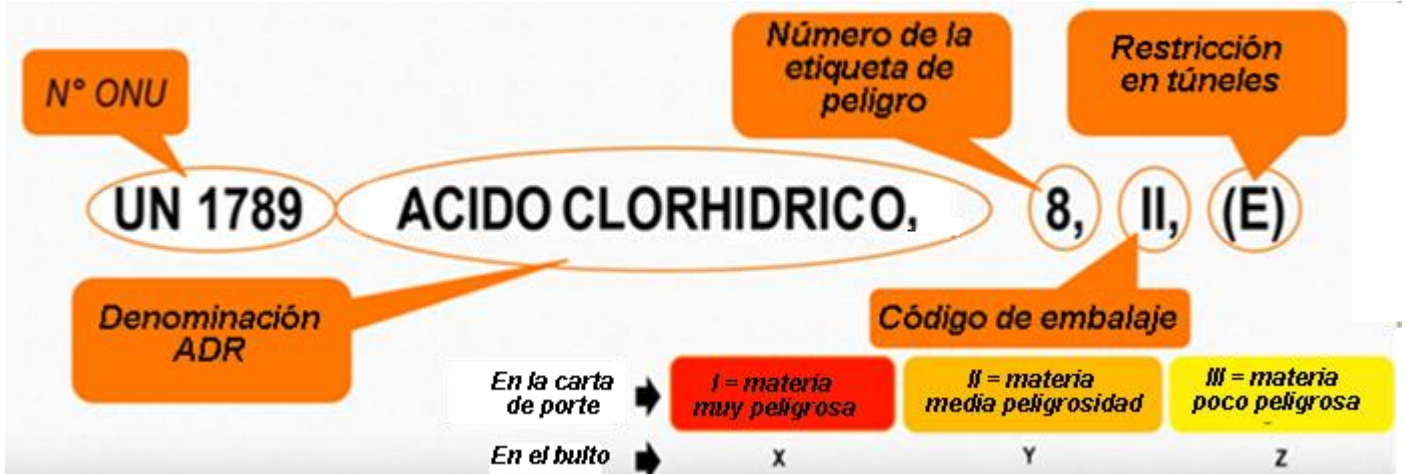 N° ONU
Número de la
etiqueta de
peligro
Restricción
en túneles
UN 1789 ACIDO CLORHIDRICO, 8, II, (E)
Denominación
ADR
Código de embalaje
En la carta
de porte
I = materia
muy peligrosa
II = materia
media peligrosidad
III = materia
poco peligrosa
En el bulto X Y Z